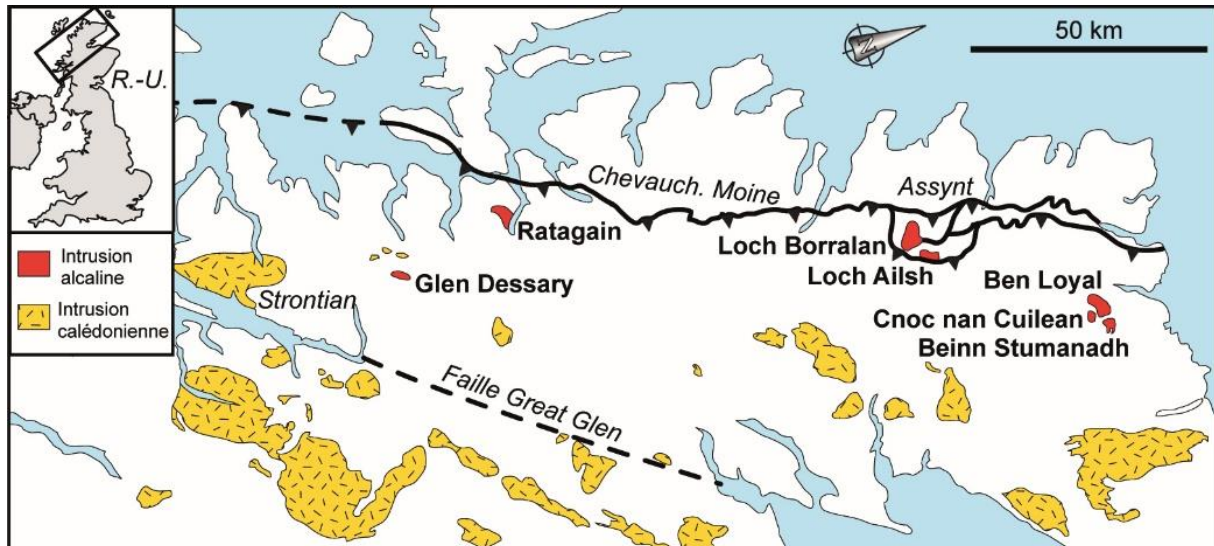 R.-U.
Intrusion
alcaline
Intrusion
calédonienne
N
50 km
Chevauch. Moine
Assynt
Ratagain
Loch Borralan
Loch Ailsh
Glen Dessary
Ben Loyal
Strontian
Cnoc nan Cuilean
Beinn Stumanadh
Faille Great Glen